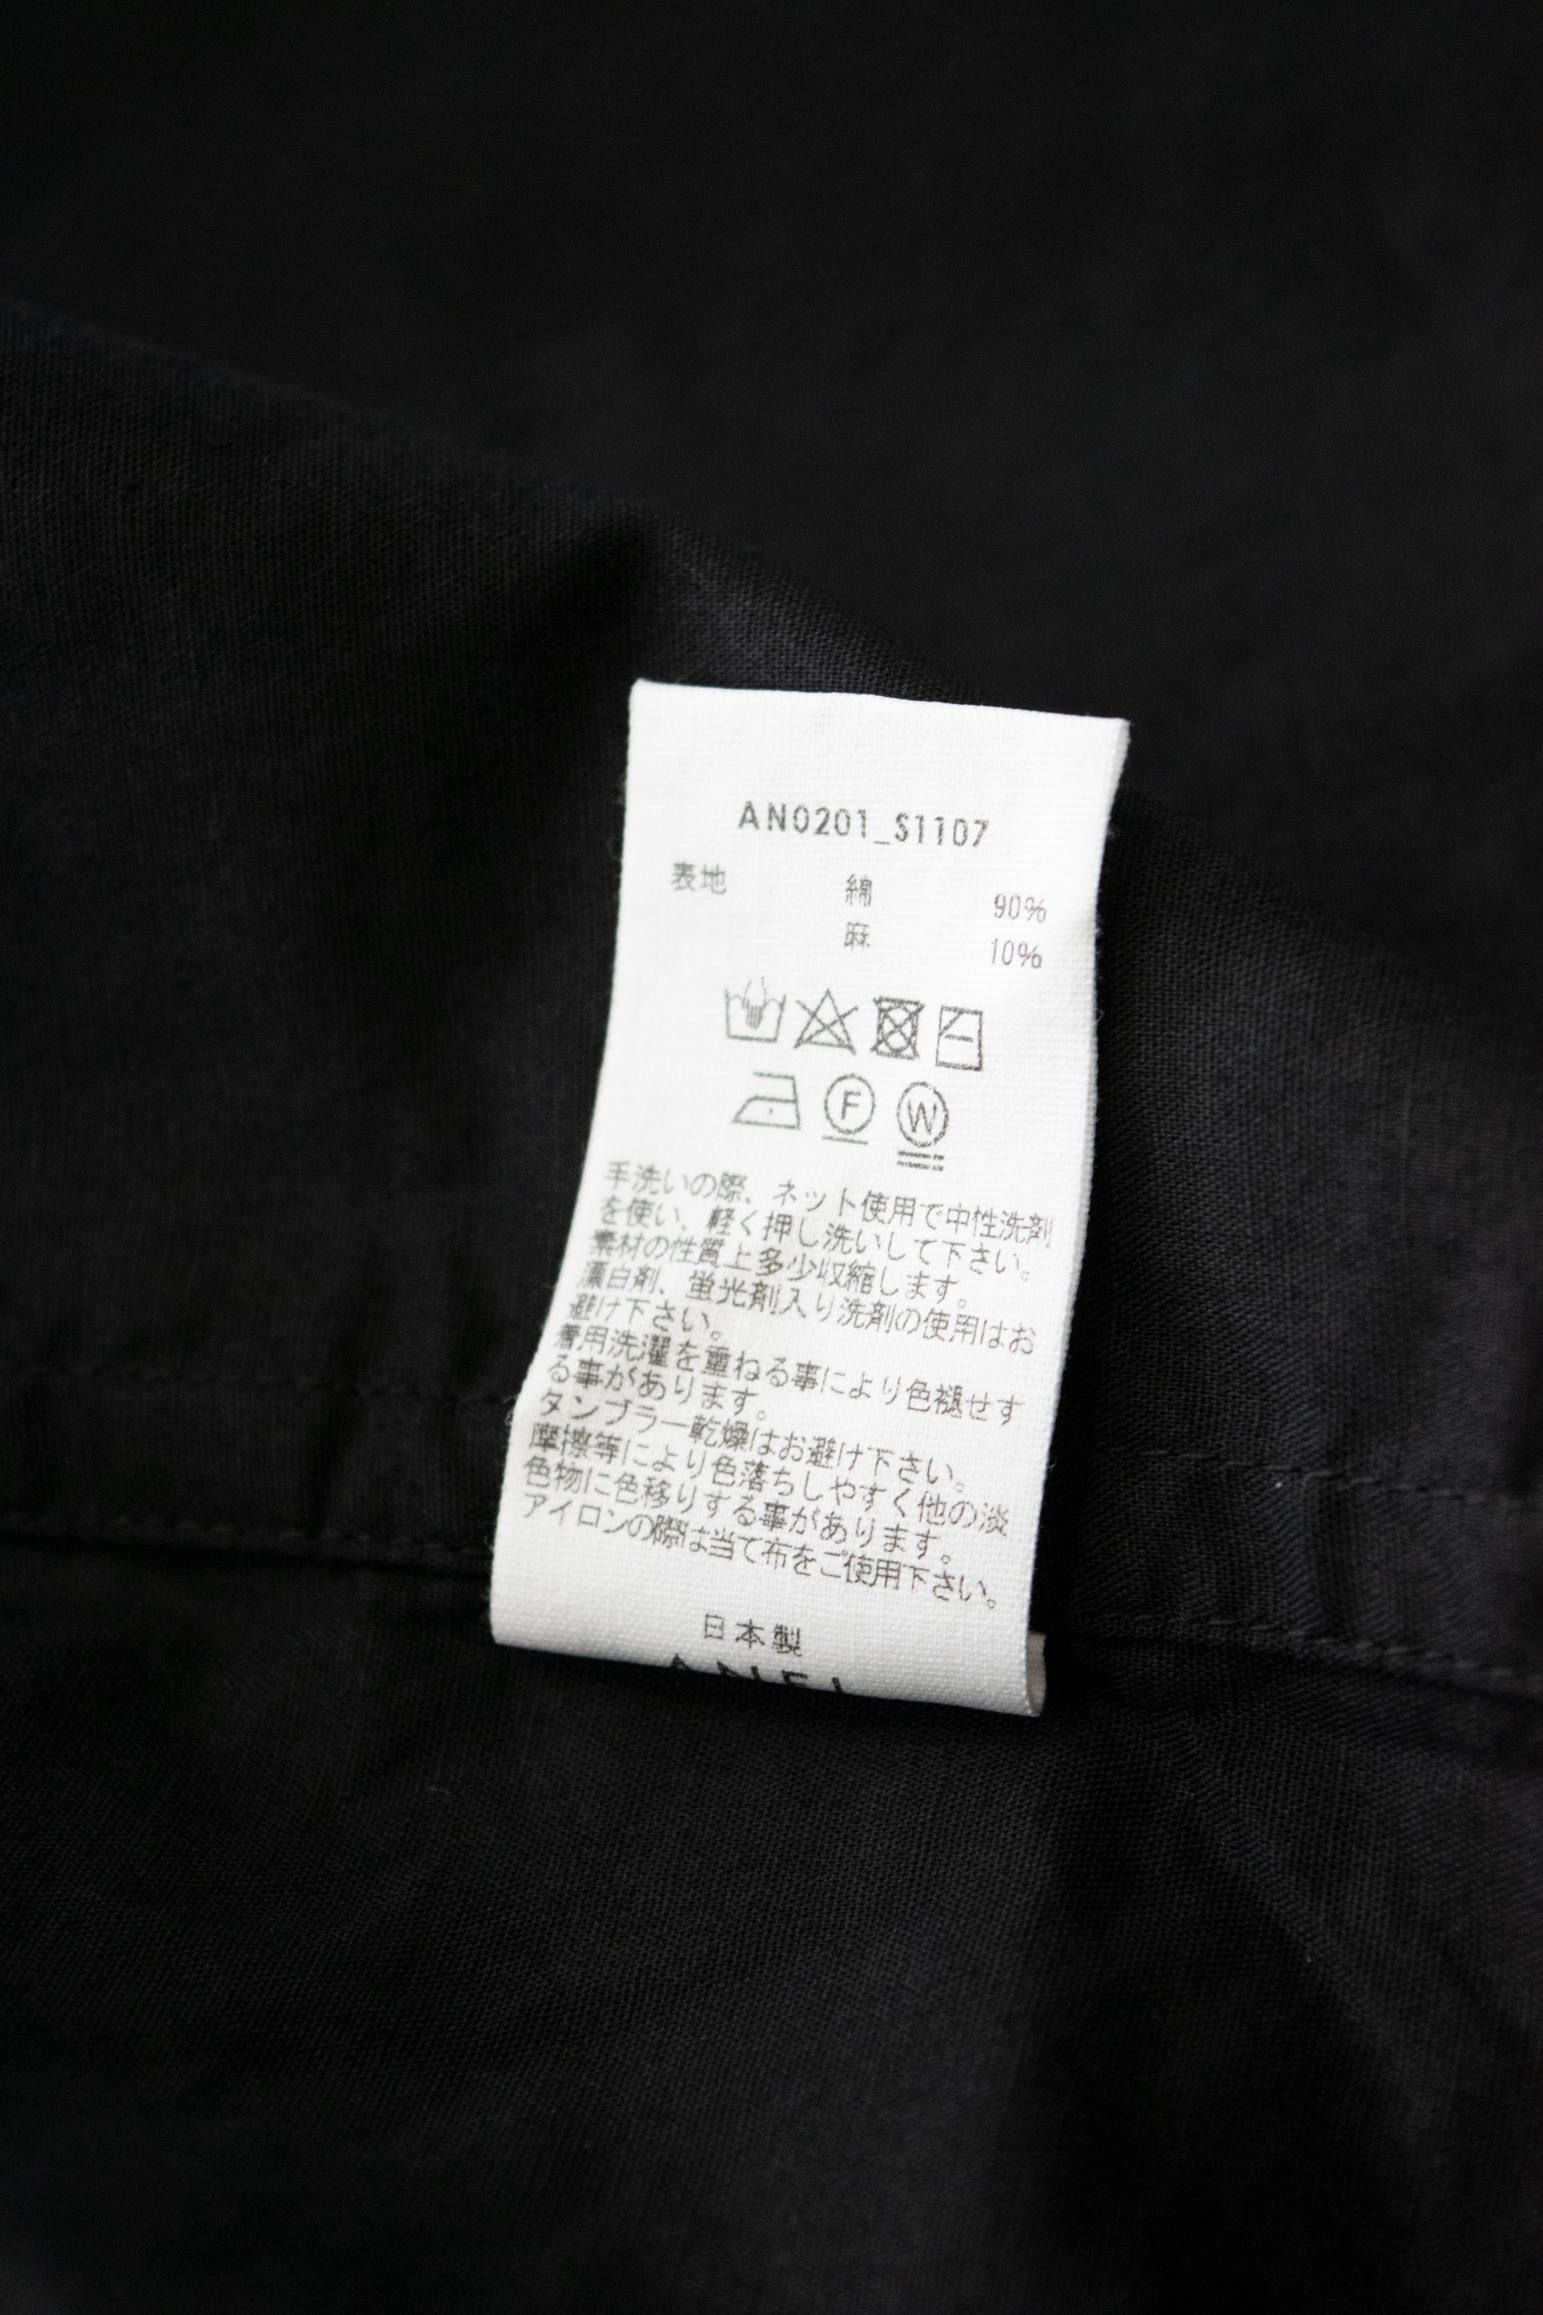 AN0201_S1107
表地 綿 90%
麻 10%
F W
手洗いの際、ネット使用で中性洗剤
を使い、軽く押し洗いして下さい。
素材の性質上多少収縮します。
漂白剤、蛍光剤入り洗剤の使用はお
避け下さい。
着用洗濯を重ねる事により色褪せす
る事があります。
タンブラー乾燥はお避け下さい。
摩擦等により色落ちしやすく他の淡
色物に色移りする事があります。
アイロンの際は当て布をご使用下さい。
日本製